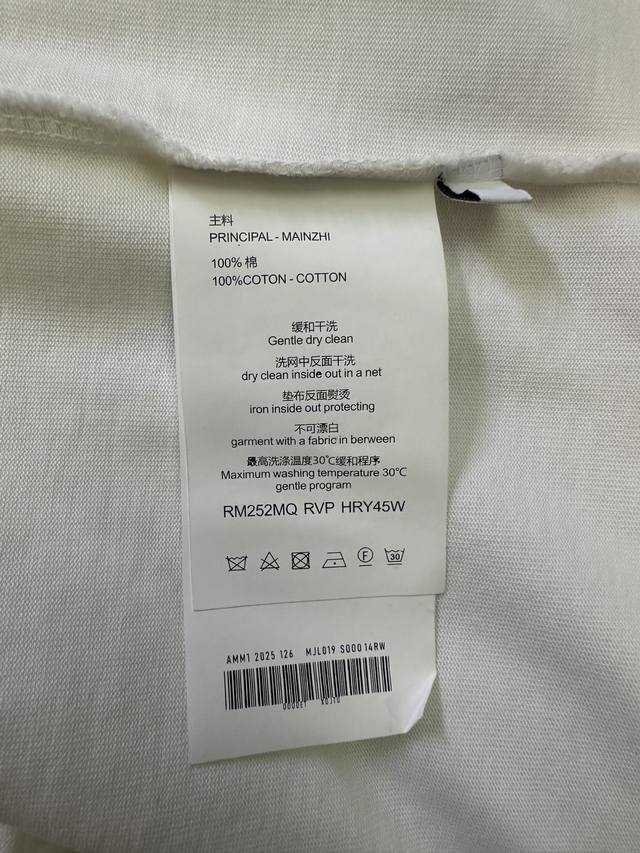 主料
PRINCIPAL - MAINZHI
100% 棉
100%COTON - COTTON
缓和干洗
Gentle dry clean
洗网中反面干洗
dry clean inside out in a net
垫布反面熨烫
iron inside out protecting
不可漂白
garment with a fabric in berween
最高洗涤温度30℃缓和程序
Maximum washing temperature 30℃
gentle program
RM252MQ RVP HRY45W
F
30
AMM1 2025 126 MJL019 SQ00 14RW